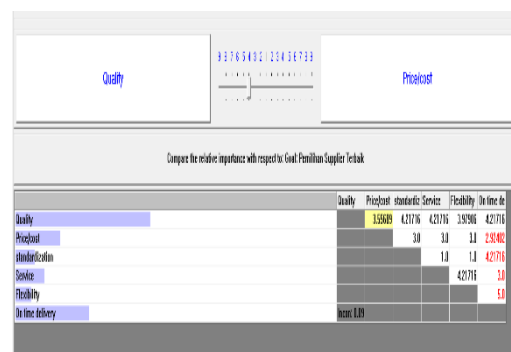 Quality
9 8 7 6 5 4 3 2 1 2 3 4 5 6 7 8 9
Price/cost
Compare the relative importance with respect to: Goal: Pemilihan Supplier Terbaik
Quality Price/cost standardiz Service Flexibility On time de
Quality 3.55689 4.21716 4.21716 3.97906 4.21716
Price/cost 3.0 3.0 3.0 2.93402
standardization 1.0 1.0 4.21716
Service 4.21716 3.0
Flexibility 5.0
On time delivery Incon: 0.09